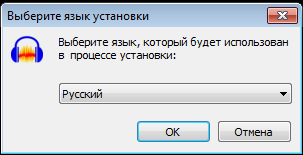 Выберите язык установки
Выберите язык, который будет использован
в процессе установки:
Русский
OK
Отмена